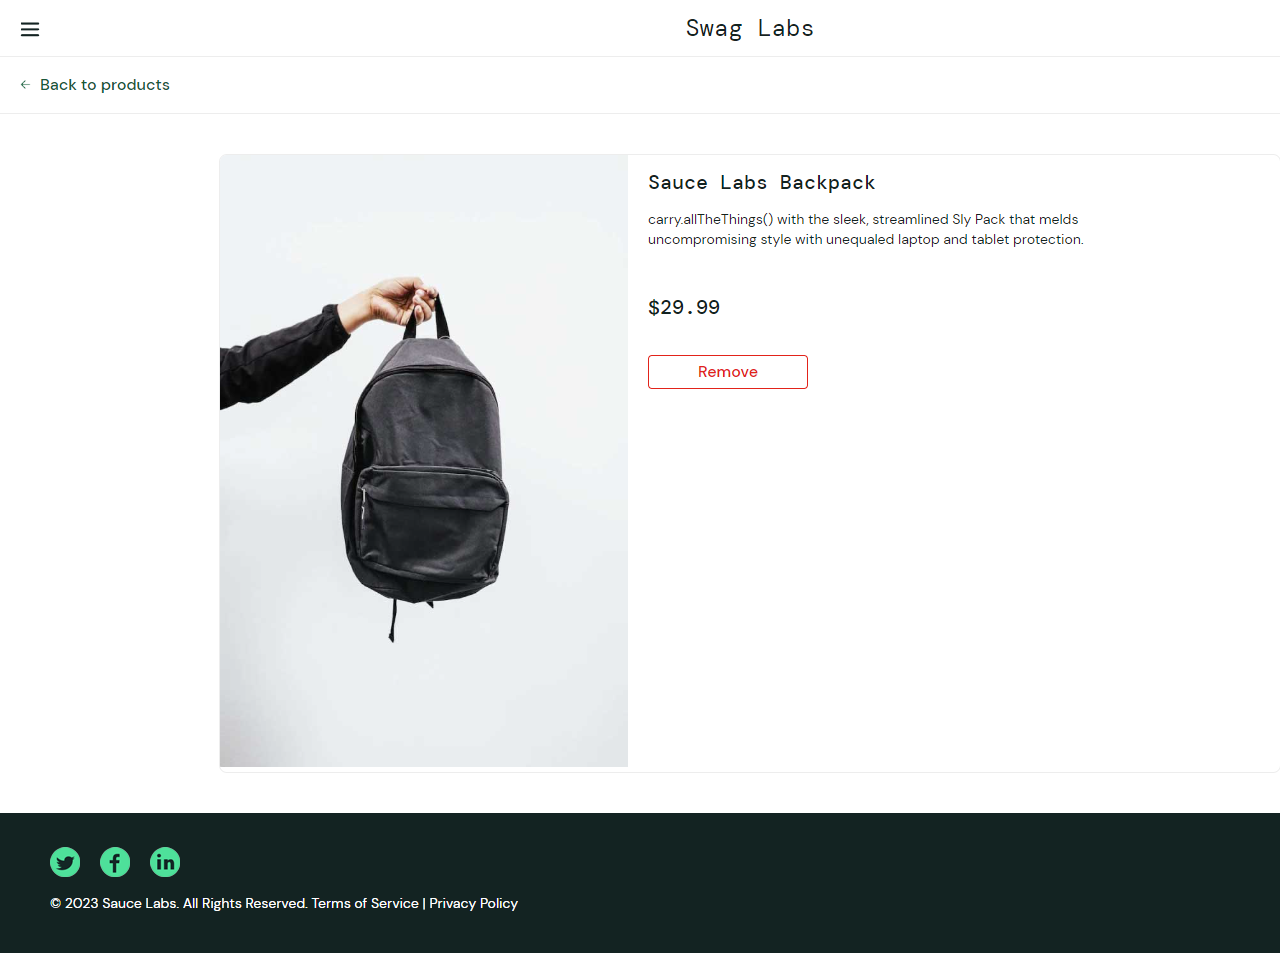 Swag Labs
Back to products
Sauce Labs Backpack
carry.allTheThings() with the sleek, streamlined Sly Pack that melds
uncompromising style with unequaled laptop and tablet protection.
$29.99
Remove
© 2023 Sauce Labs. All Rights Reserved. Terms of Service | Privacy Policy